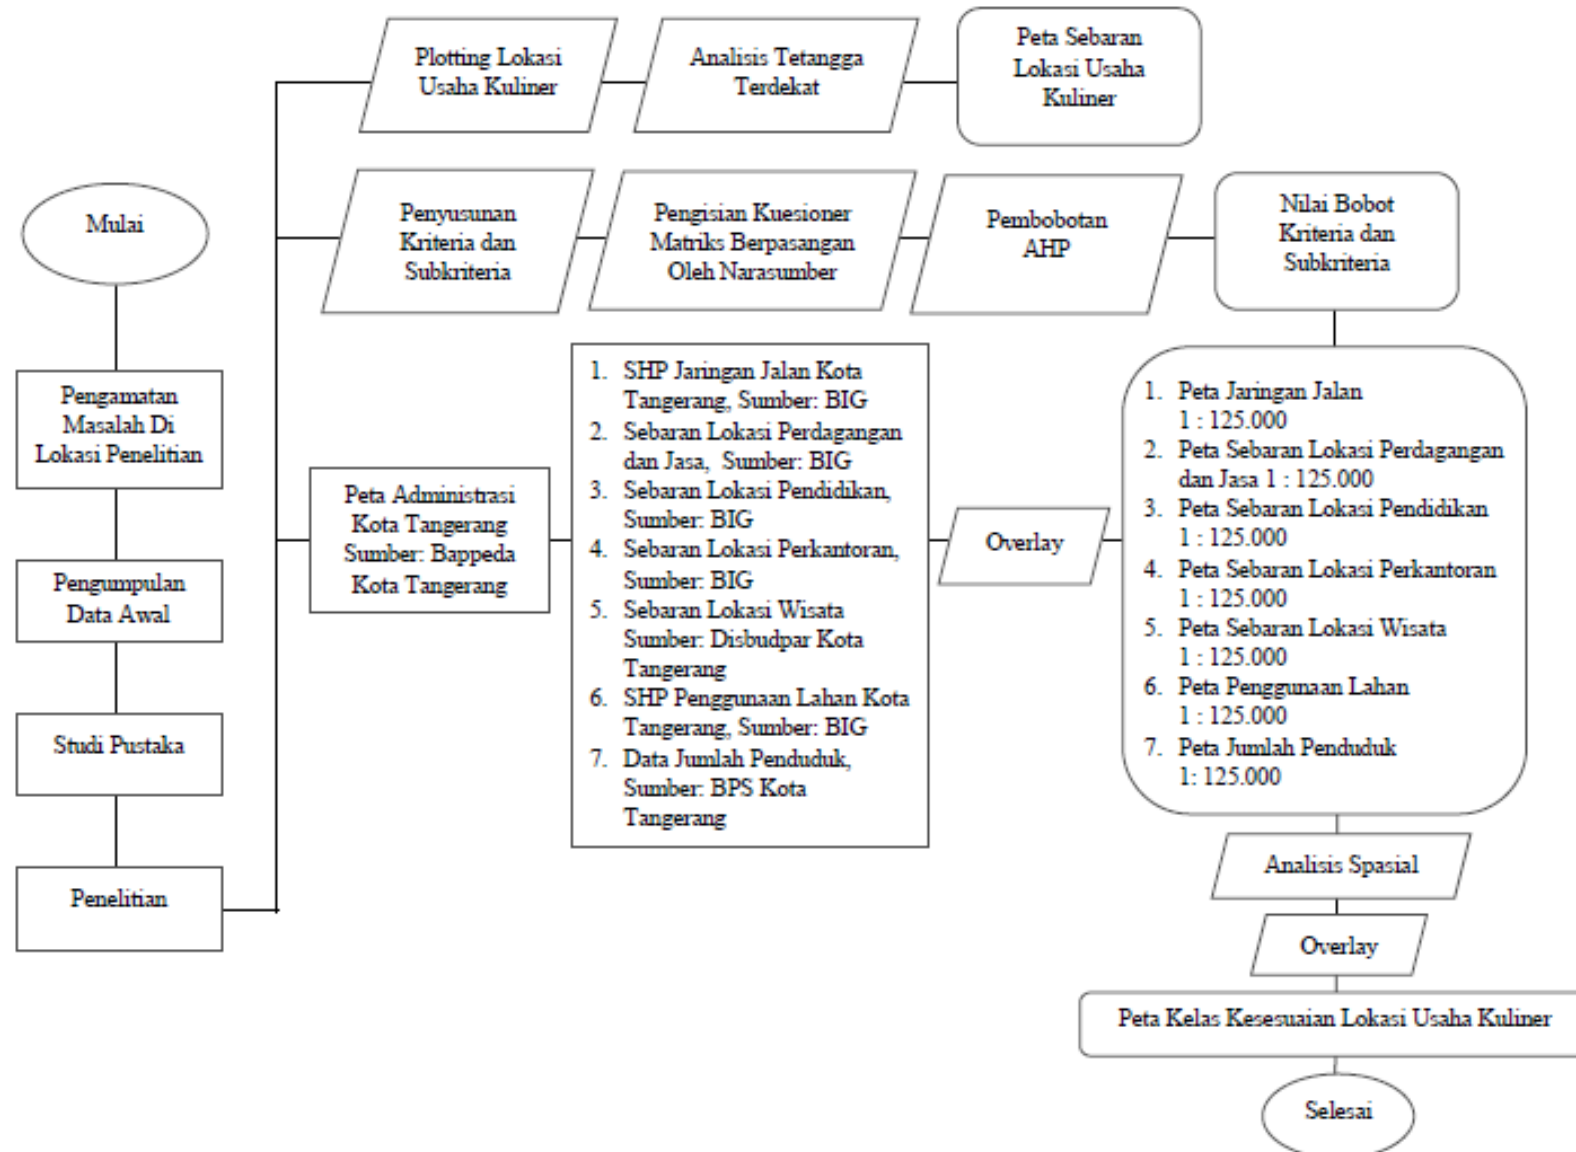 Mulai
Pengamatan
Masalah Di
Lokasi Penelitian
Pengumpulan
Data Awal
Studi Pustaka
Penelitian
Plotting Lokasi
Usaha Kuliner
Analisis Tetangga
Terdekat
Peta Sebaran
Lokasi Usaha
Kuliner
Penyusunan
Kriteria dan
Subkriteria
Pengisian Kuesioner
Matriks Berpasangan
Oleh Narasumber
Pembobotan
AHP
Nilai Bobot
Kriteria dan
Subkriteria
Peta Administrasi
Kota Tangerang
Sumber: Bappeda
Kota Tangerang
1. SHP Jaringan Jalan Kota
Tangerang, Sumber: BIG
2. Sebaran Lokasi Perdagangan
dan Jasa, Sumber: BIG
3. Sebaran Lokasi Pendidikan,
Sumber: BIG
4. Sebaran Lokasi Perkantoran,
Sumber: BIG
5. Sebaran Lokasi Wisata
Sumber: Disbudpar Kota
Tangerang
6. SHP Penggunaan Lahan Kota
Tangerang, Sumber: BIG
7. Data Jumlah Penduduk,
Sumber: BPS Kota
Tangerang
Overlay
1. Peta Jaringan Jalan
1 : 125.000
2. Peta Sebaran Lokasi Perdagangan
dan Jasa 1 : 125.000
3. Peta Sebaran Lokasi Pendidikan
1 : 125.000
4. Peta Sebaran Lokasi Perkantoran
1 : 125.000
5. Peta Sebaran Lokasi Wisata
1 : 125.000
6. Peta Penggunaan Lahan
1 : 125.000
7. Peta Jumlah Penduduk
1: 125.000
Analisis Spasial
Overlay
Peta Kelas Kesesuaian Lokasi Usaha Kuliner
Selesai